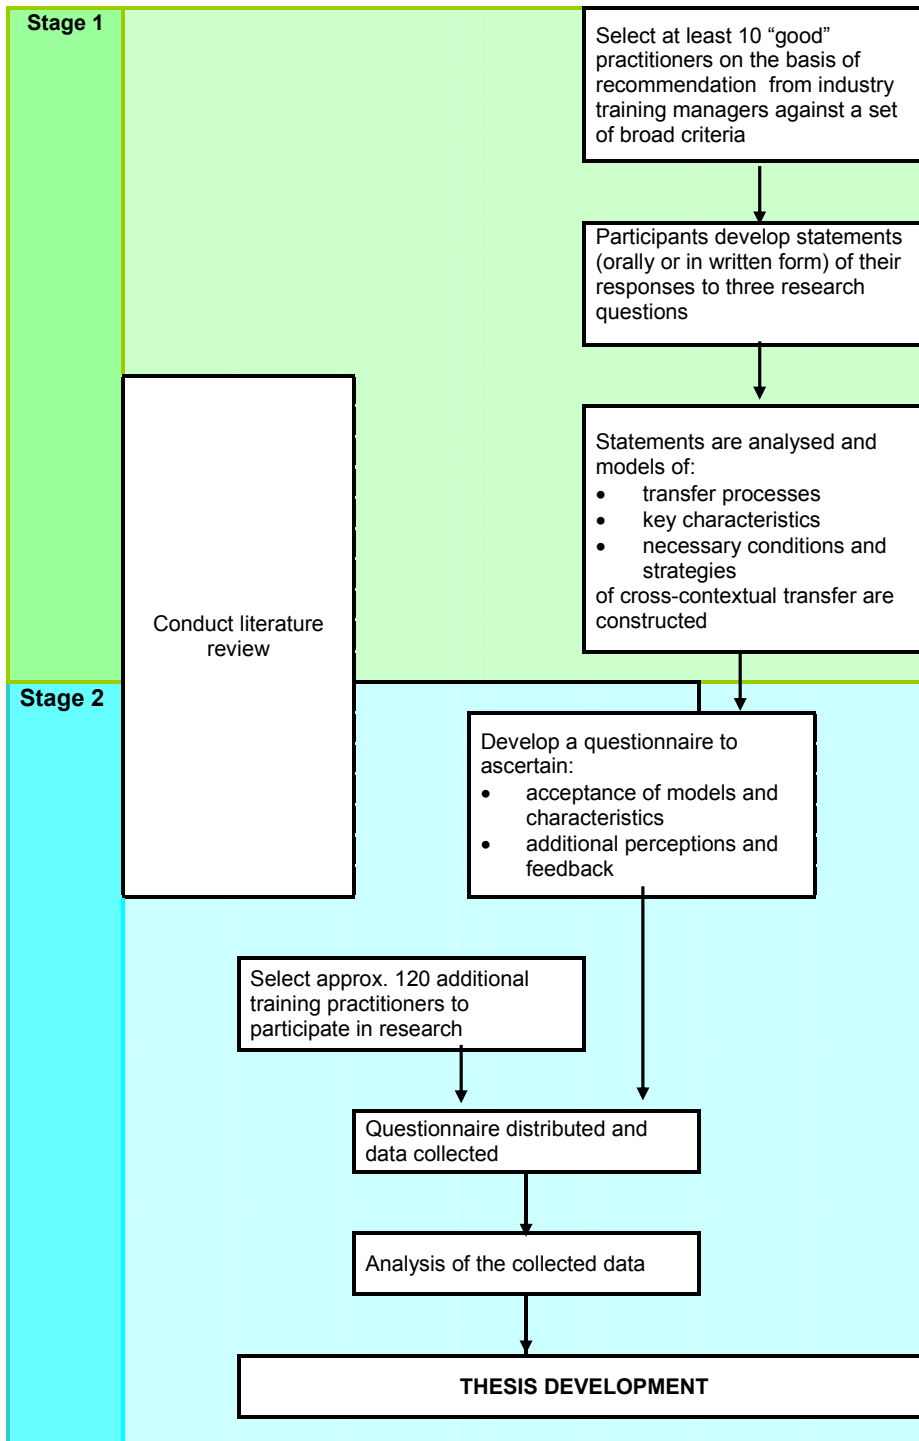 Stage 1
Select at least 10 “good”
practitioners on the basis of
recommendation from industry
training managers against a set
of broad criteria
Participants develop statements
(orally or in written form) of their
responses to three research
questions
Statements are analysed and
models of:
• transfer processes
• key characteristics
• necessary conditions and
strategies
of cross-contextual transfer are
constructed
Conduct literature
review
Stage 2
Develop a questionnaire to
ascertain:
• acceptance of models and
characteristics
• additional perceptions and
feedback
Select approx. 120 additional
training practitioners to
participate in research
Questionnaire distributed and
data collected
Analysis of the collected data
THESIS DEVELOPMENT